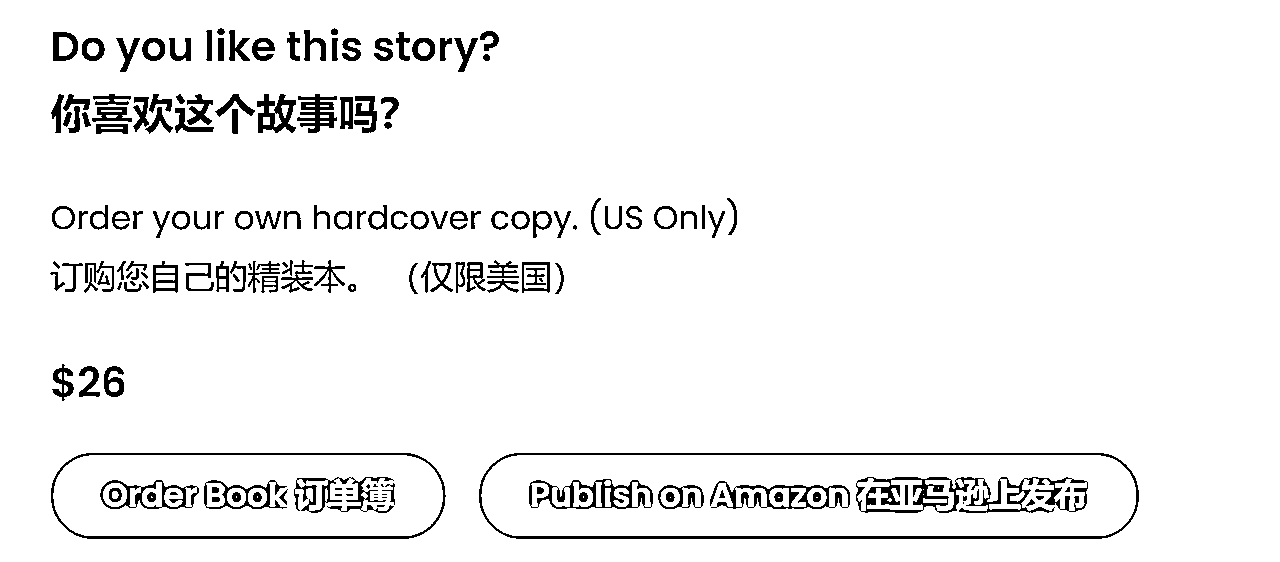 Do you like this story?
你喜欢这个故事吗？
Order your own hardcover copy. (US Only)
订购您自己的精装本。 （仅限美国）
$26
Order Book 订单簿
Publish on Amazon 在亚马逊上发布